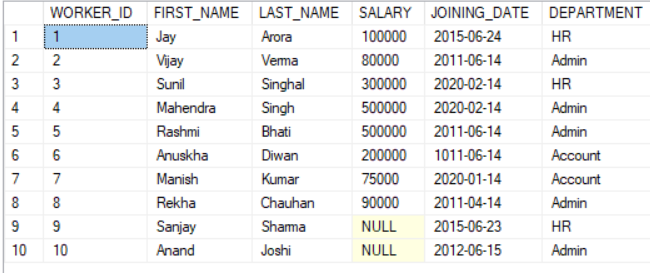 WORKER_ID FIRST_NAME LAST_NAME SALARY JOINING_DATE DEPARTMENT
1 1 Jay Arora 100000 2015-06-24 HR
2 2 Vijay Verma 80000 2011-06-14 Admin
3 3 Sunil Singhal 300000 2020-02-14 HR
4 4 Mahendra Singh 500000 2020-02-14 Admin
5 5 Rashmi Bhati 500000 2011-06-14 Admin
6 6 Anuskha Diwan 200000 1011-06-14 Account
7 7 Manish Kumar 75000 2020-01-14 Account
8 8 Rekha Chauhan 90000 2011-04-14 Admin
9 9 Sanjay Sharma NULL 2015-06-23 HR
10 10 Anand Joshi NULL 2012-06-15 Admin